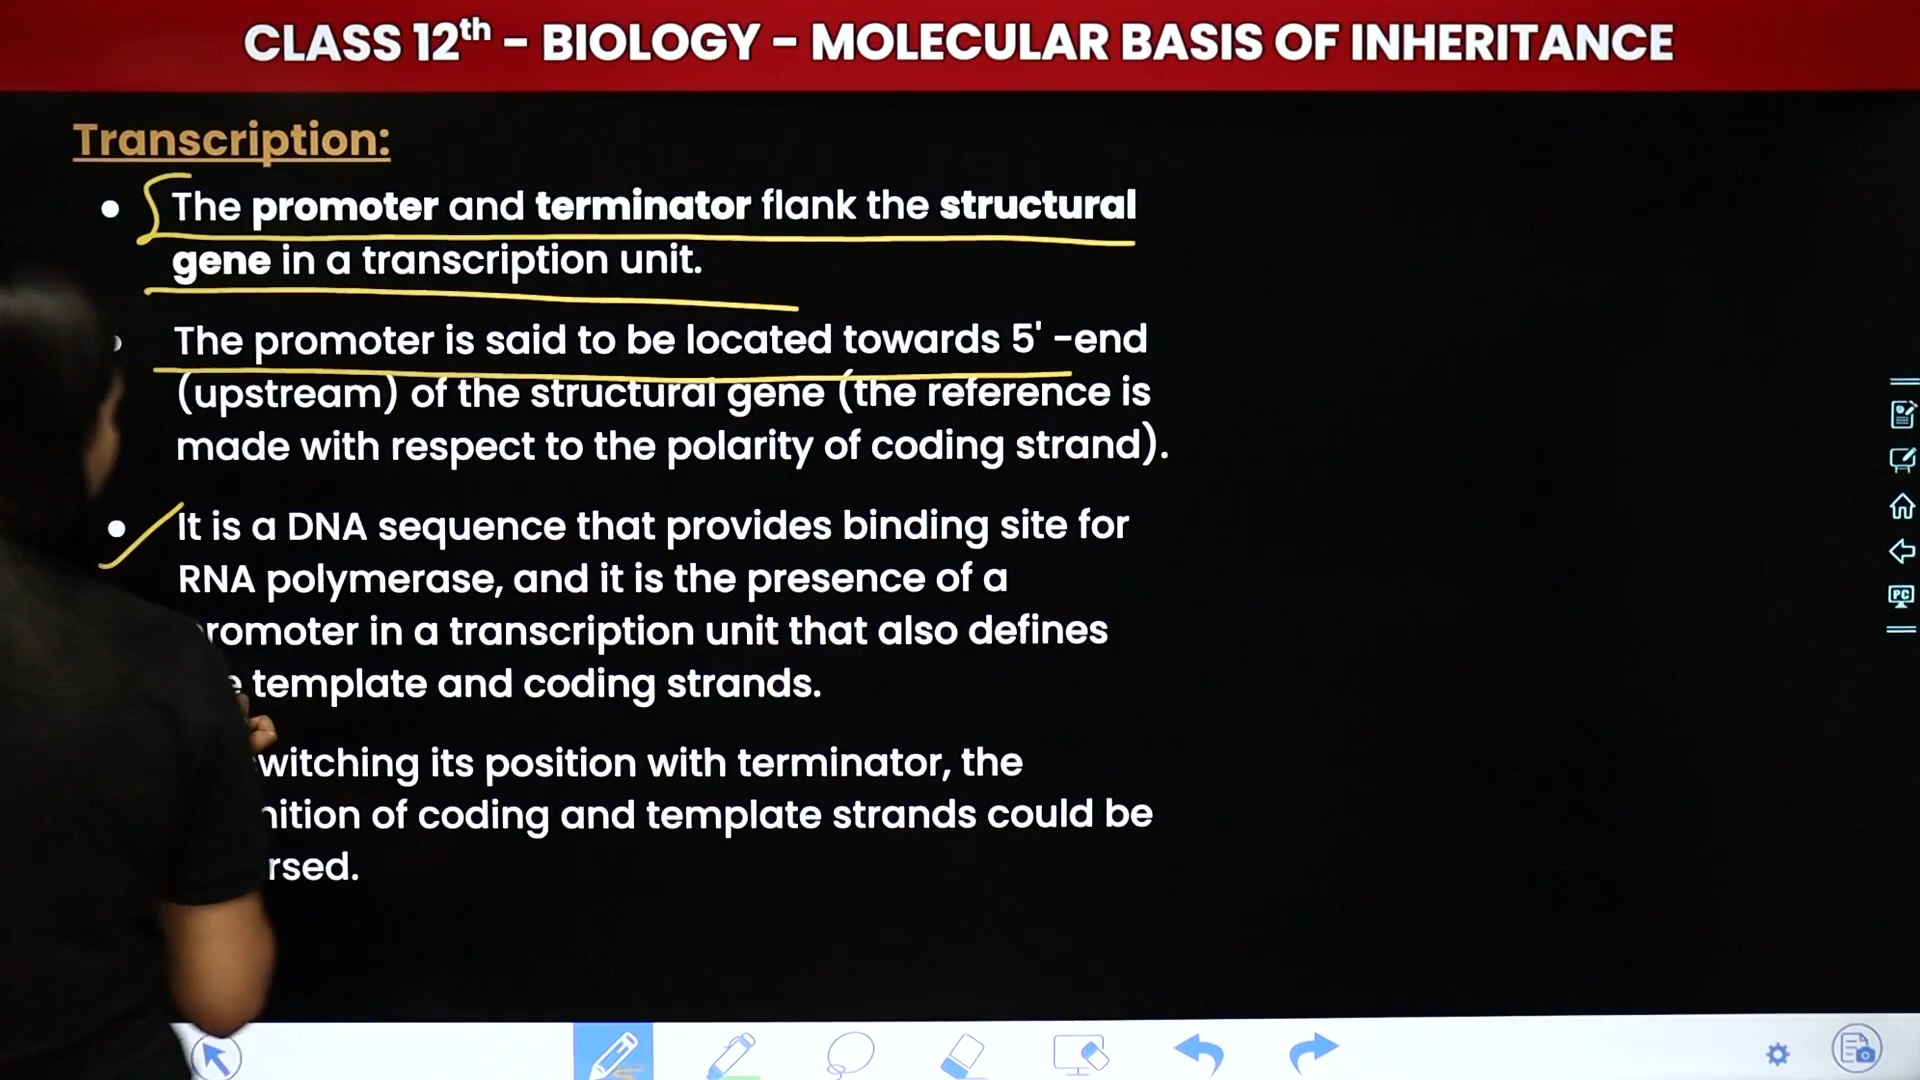 CLASS 12th - BIOLOGY - MOLECULAR BASIS OF INHERITANCE
Transcription:
• The promoter and terminator flank the structural
gene in a transcription unit.
The promoter is said to be located towards 5' -end
(upstream) of the structural gene (the reference is
made with respect to the polarity of coding strand).
• It is a DNA sequence that provides binding site for
RNA polymerase, and it is the presence of a
romoter in a transcription unit that also defines
template and coding strands.
witching its position with terminator, the
nition of coding and template strands could be
rsed.
PC